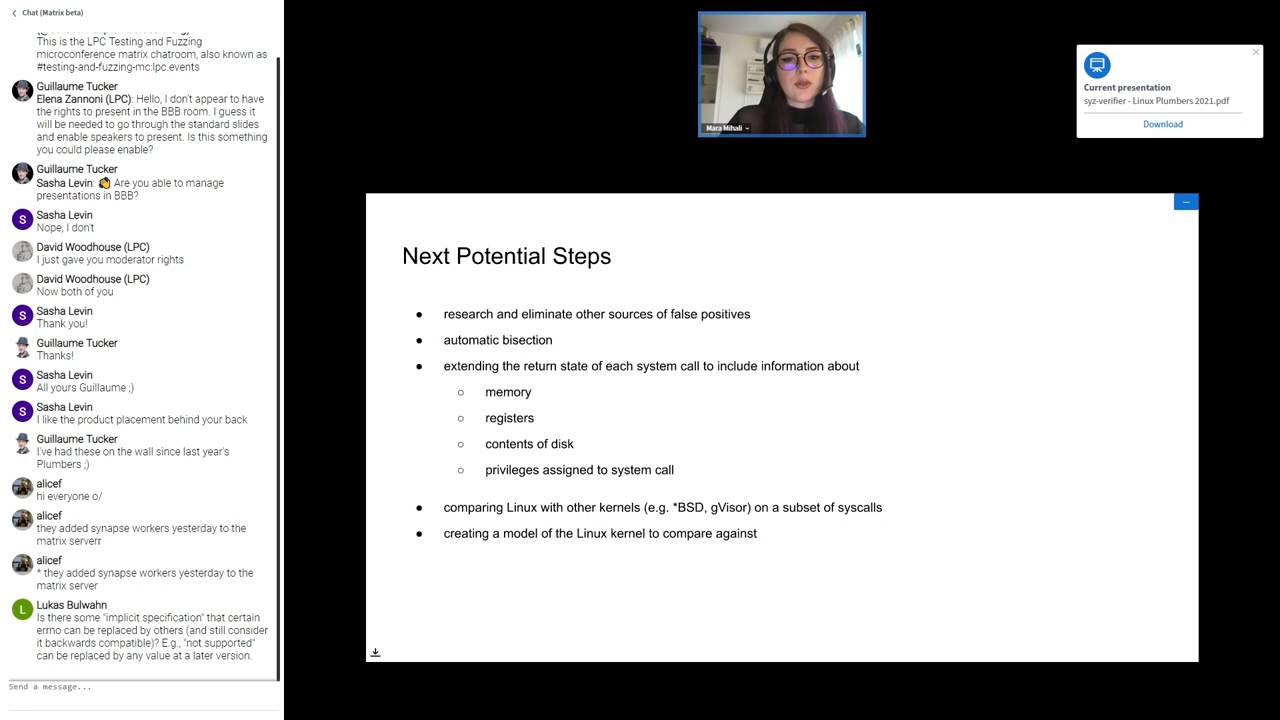 Chat (Matrix beta)
This is the LPC Testing and Fuzzing
microconference matrix chatroom, also known as
#testing-and-fuzzing-mc:lpc.events
Guillaume Tucker
Elena Zannoni (LPC): Hello, I don't appear to have
the rights to present in the BBB room. I guess it
will be needed to go through the standard slides
and enable speakers to present. Is this something
you could please enable?
Guillaume Tucker
Sasha Levin: 👏 Are you able to manage
presentations in BBB?
S
Sasha Levin
Nope, I don't
David Woodhouse (LPC)
I just gave you moderator rights
David Woodhouse (LPC)
Now both of you
S
Sasha Levin
Thank you!
Guillaume Tucker
Thanks!
S
Sasha Levin
All yours Guillaume ;)
S
Sasha Levin
I like the product placement behind your back
Guillaume Tucker
I've had these on the wall since last year's
Plumbers ;)
alicef
hi everyone o/
alicef
they added synapse workers yesterday to the
matrix serverr
alicef
* they added synapse workers yesterday to the
matrix server
L
Lukas Bulwahn
Is there some "implicit specification" that certain
errno can be replaced by others (and still consider
it backwards compatible)? E.g., "not supported"
can be replaced by any value at a later version.
Send a message...
Mara Mihali
Current presentation
syz-verifier - Linux Plumbers 2021.pdf
Download
Next Potential Steps
● research and eliminate other sources of false positives
● automatic bisection
● extending the return state of each system call to include information about
○ memory
○ registers
○ contents of disk
○ privileges assigned to system call
● comparing Linux with other kernels (e.g. *BSD, gVisor) on a subset of syscalls
● creating a model of the Linux kernel to compare against